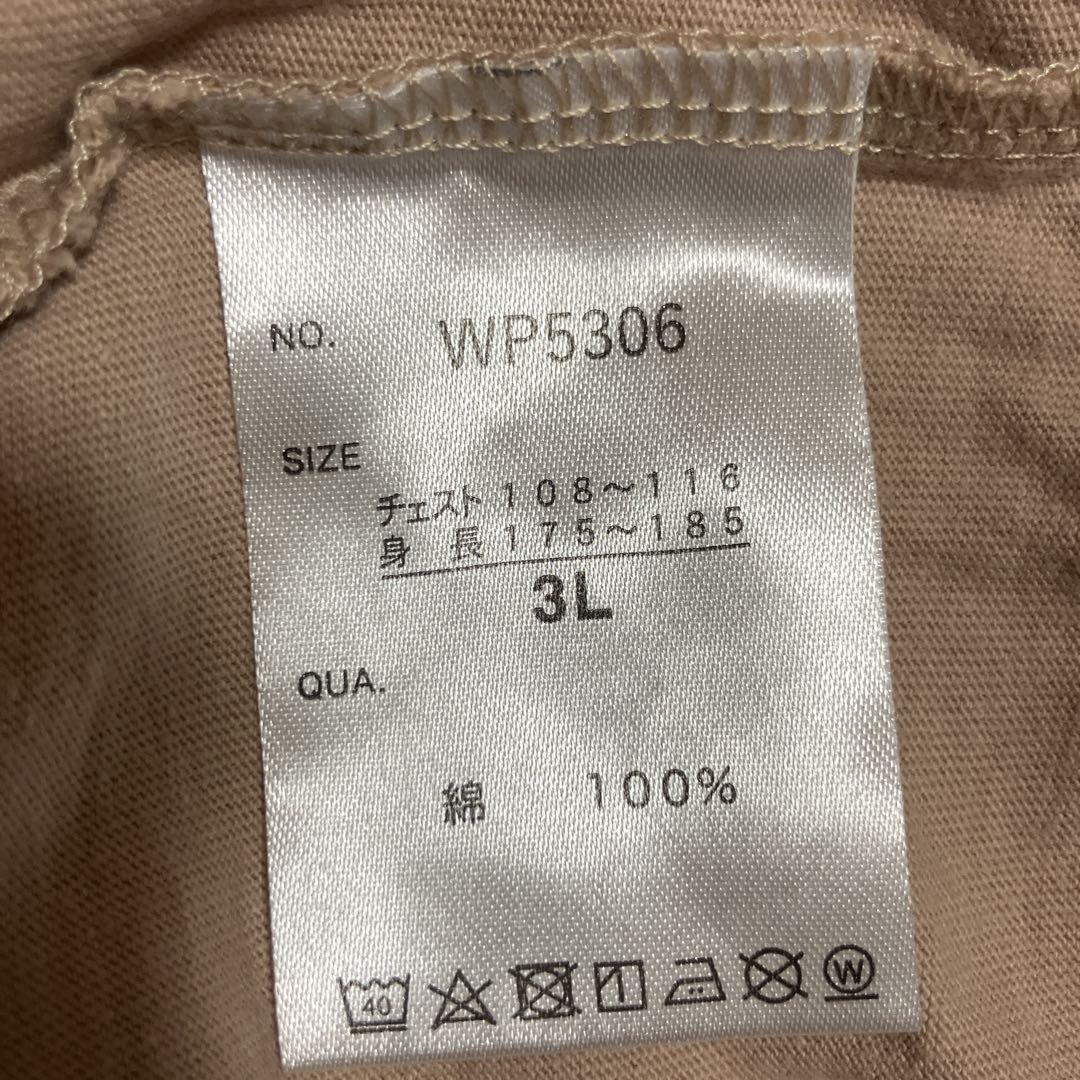 NO. WP5306
SIZE
チェスト108〜116
身 長175〜185
3L
QUA.
綿 100%
40 W